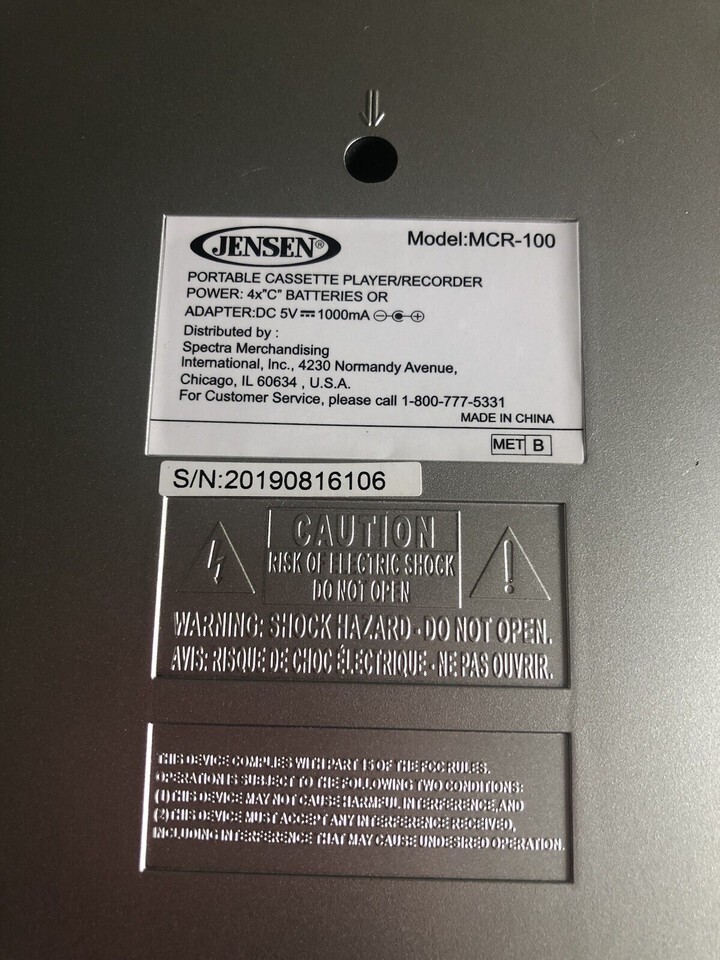 JENSEN®
Model:MCR-100
PORTABLE CASSETTE PLAYER/RECORDER
POWER: 4x"C" BATTERIES OR
ADAPTER:DC 5V⎓1000mA
Distributed by :
Spectra Merchandising
International, Inc., 4230 Normandy Avenue,
Chicago, IL 60634 , U.S.A.
For Customer Service, please call 1-800-777-5331
MADE IN CHINA
MET B
S/N:20190816106
CAUTION
RISK OF ELECTRIC SHOCK
DO NOT OPEN
WARNING: SHOCK HAZARD - DO NOT OPEN.
AVIS: RISQUE DE CHOC ÉLECTRIQUE - NE PAS OUVRIR.
THIS DEVICE COMPLIES WITH PART 15 OF THE FCC RULES.
OPERATION IS SUBJECT TO THE FOLLOWING TWO CONDITIONS:
(1)THIS DEVICE MAY NOT CAUSE HARMFUL INTERFERENCE,AND
(2)THIS DEVICE MUST ACCEPT ANY INTERFERENCE RECEIVED,
INCLUDING INTERFERENCE THAT MAY CAUSE UNDESIRED OPERATION.